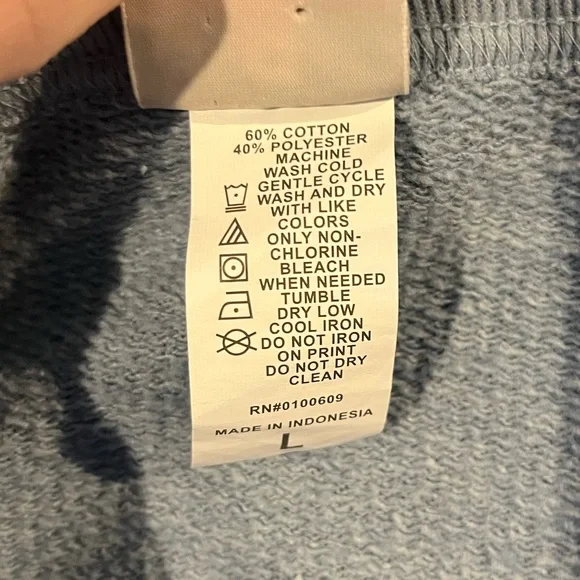 60% COTTON
40% POLYESTER
MACHINE
WASH COLD
GENTLE CYCLE
WASH AND DRY
WITH LIKE
COLORS
ONLY NON-
CHLORINE
BLEACH
WHEN NEEDED
TUMBLE
DRY LOW
COOL IRON
DO NOT IRON
ON PRINT
DO NOT DRY
CLEAN
RN#0100609
MADE IN INDONESIA
L